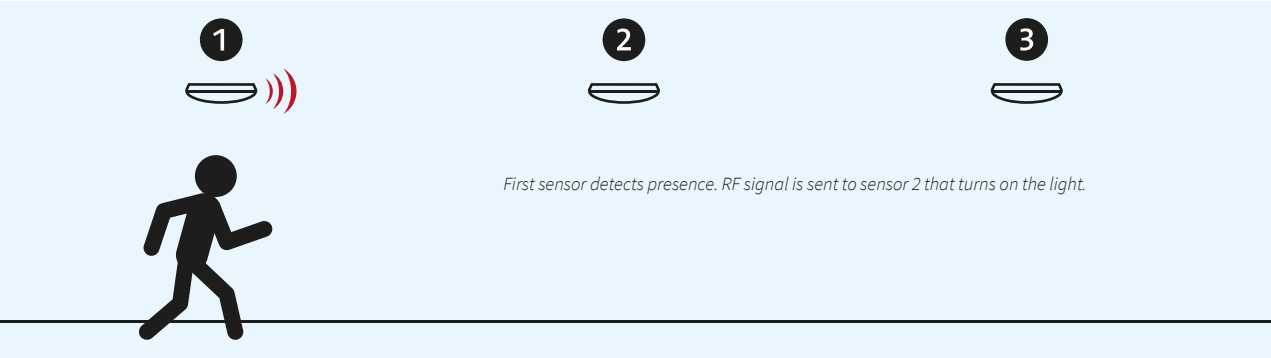 1 2 3
First sensor detects presence. RF signal is sent to sensor 2 that turns on the light.